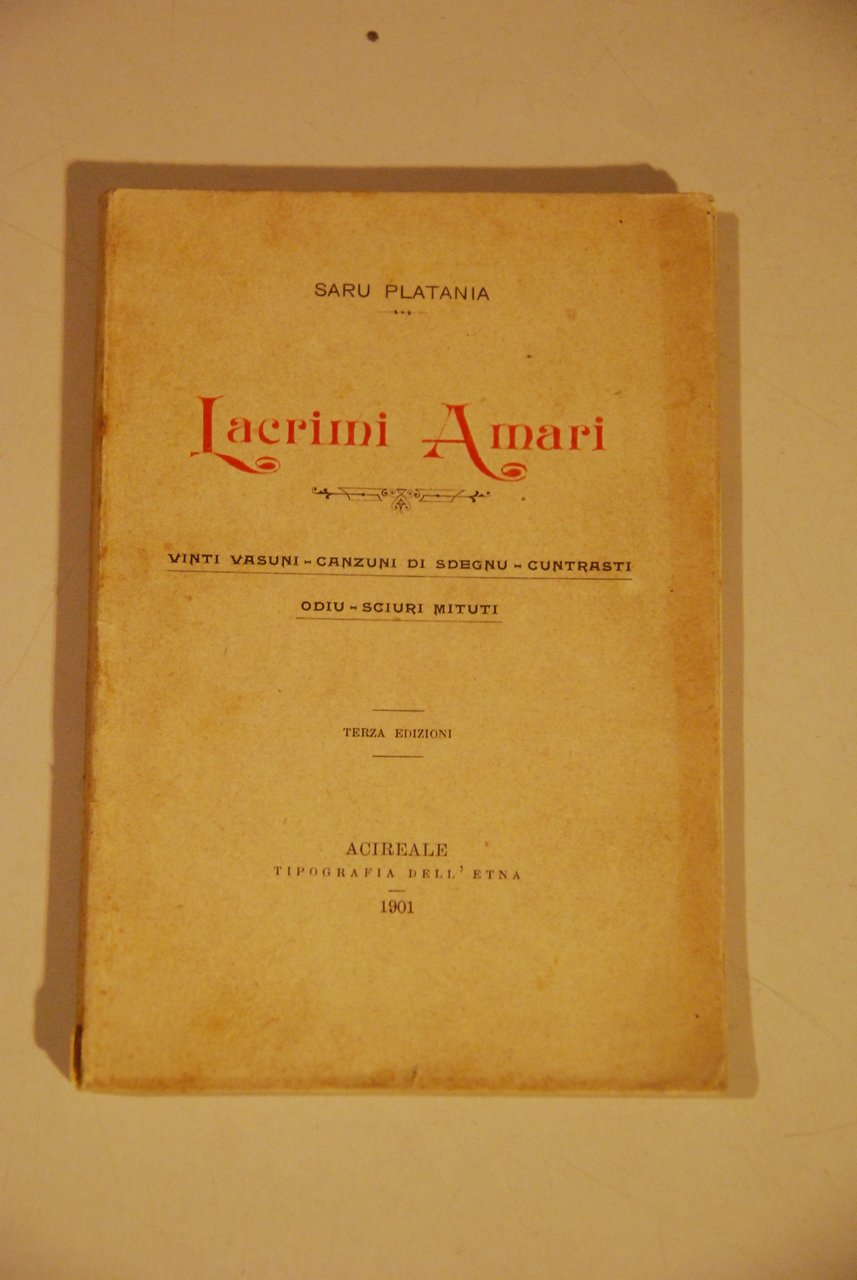 SARU PLATANIA
Lacrimi Amari
VINTI VASUNI - CANZUNI DI SDEGNU - CUNTRASTI
ODIU - SCIURI MITUTI
TERZA EDIZIONI
ACIREALE
TIPOGRAFIA DELL' ETNA
1901